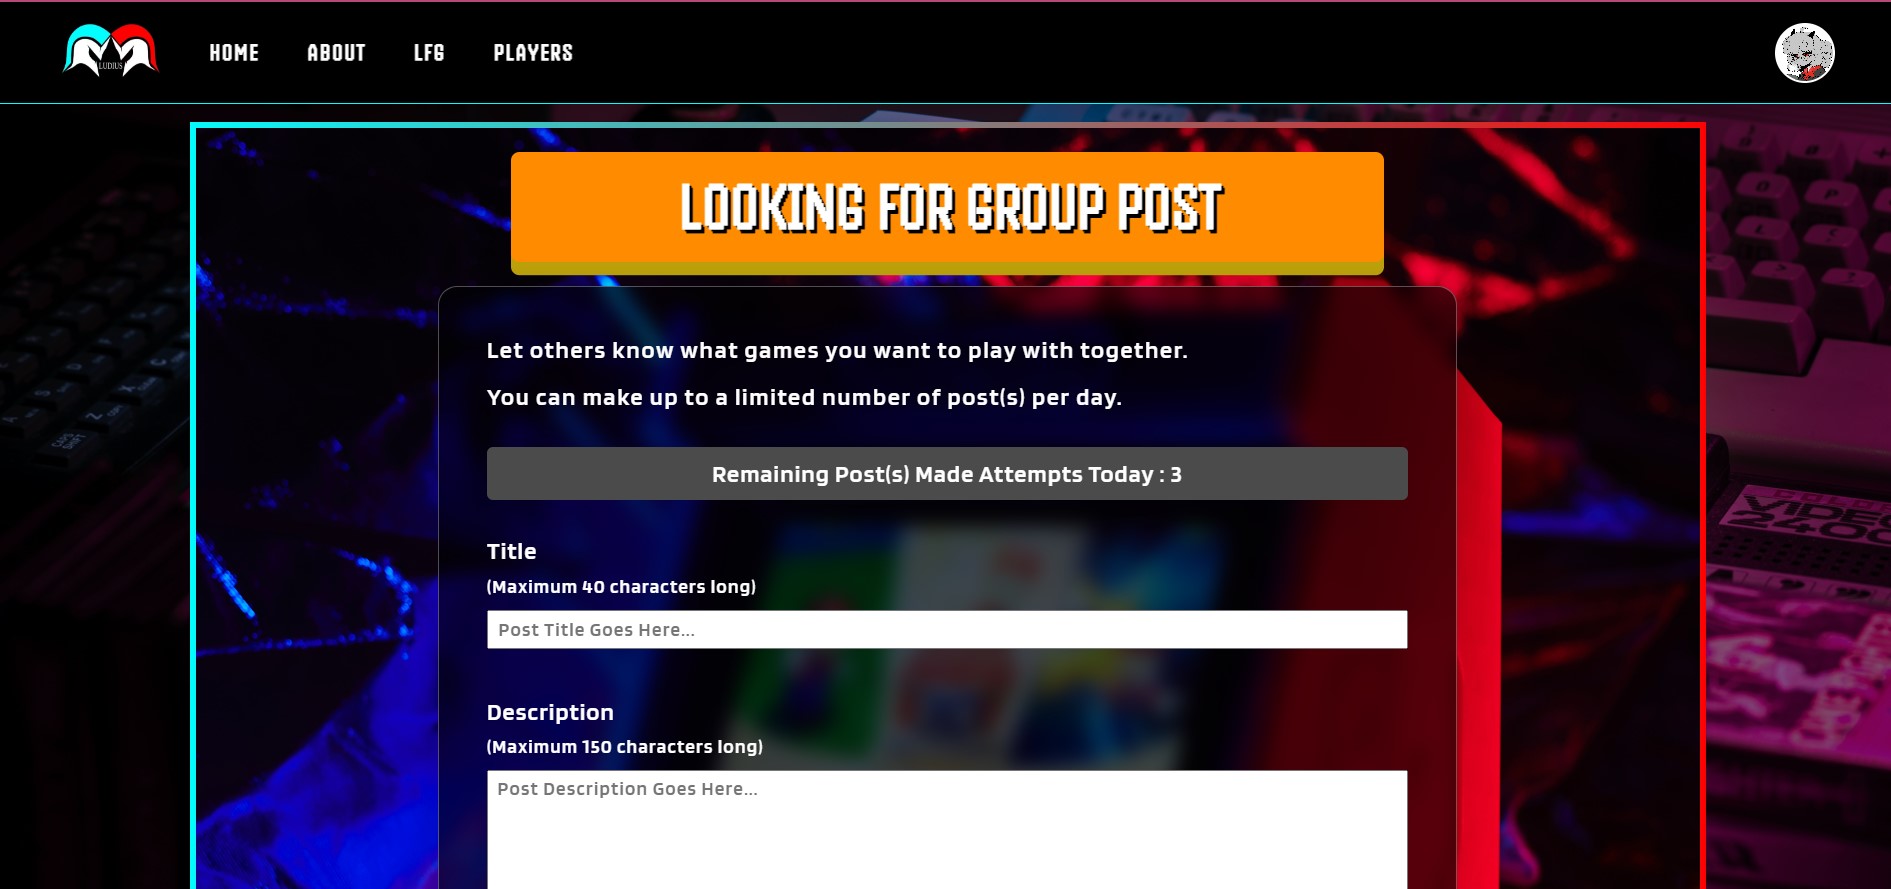 LUDIUS
HOME ABOUT LFG PLAYERS
LOOKING FOR GROUP POST
Let others know what games you want to play with together.
You can make up to a limited number of post(s) per day.
Remaining Post(s) Made Attempts Today : 3
Title
(Maximum 40 characters long)
Post Title Goes Here...
Description
(Maximum 150 characters long)
Post Description Goes Here...
VIDEO
2400